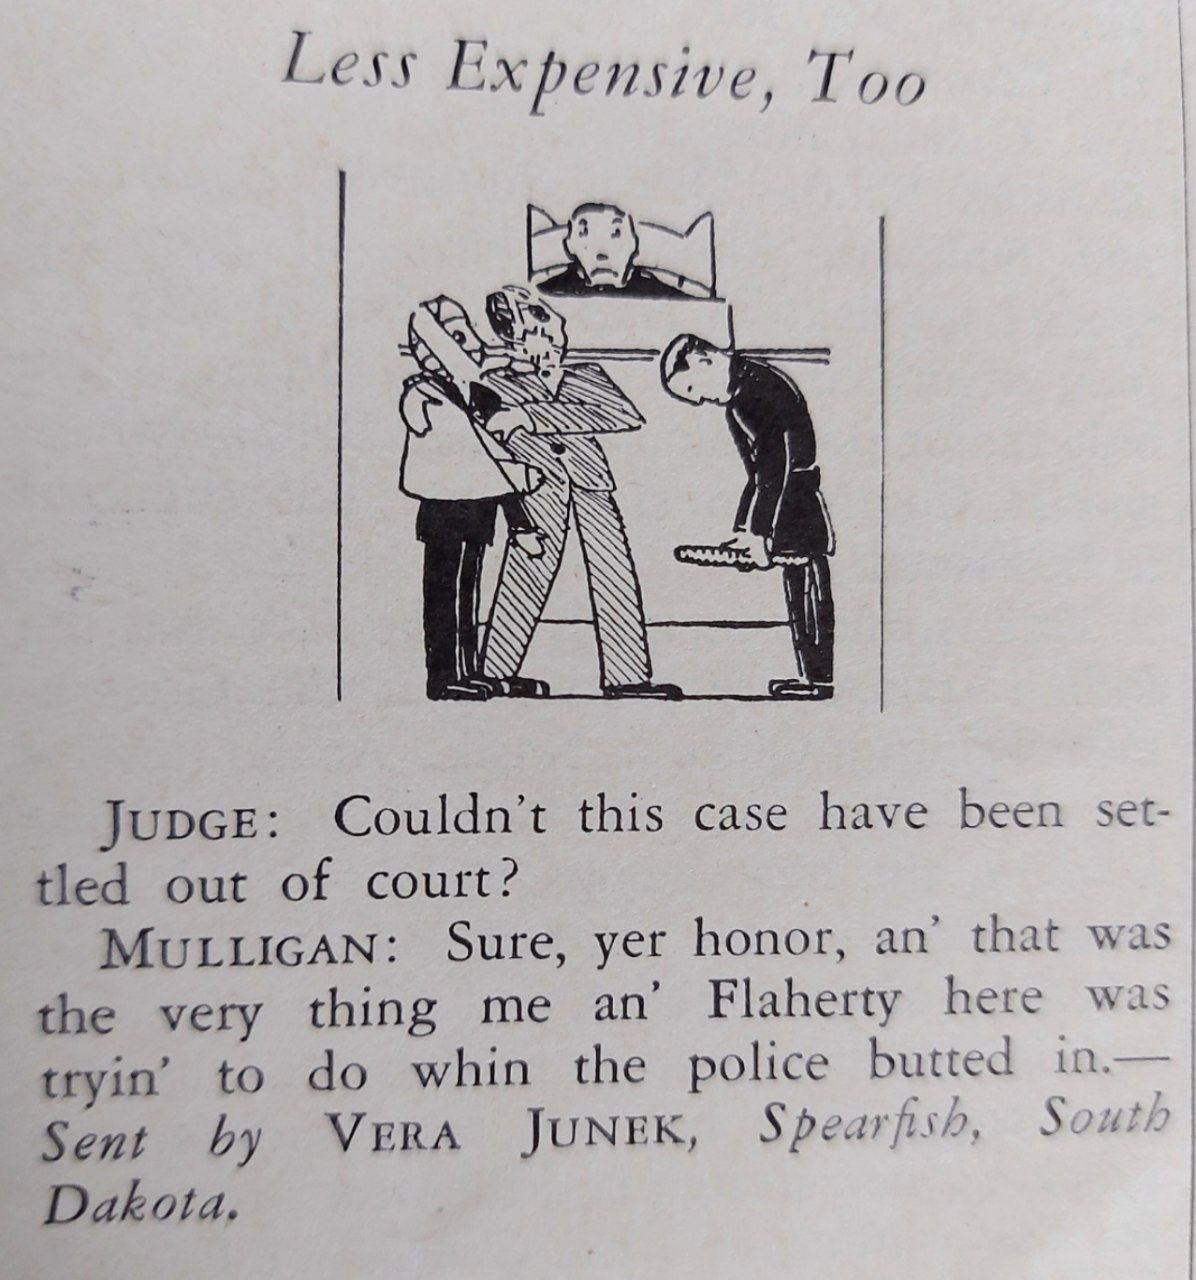 Less Expensive, Too
JUDGE: Couldn't this case have been set-
tled out of court?
MULLIGAN: Sure, yer honor, an' that was
the very thing me an' Flaherty here was
tryin' to do whin the police butted in.—
Sent by VERA JUNEK, Spearfish, South
Dakota.